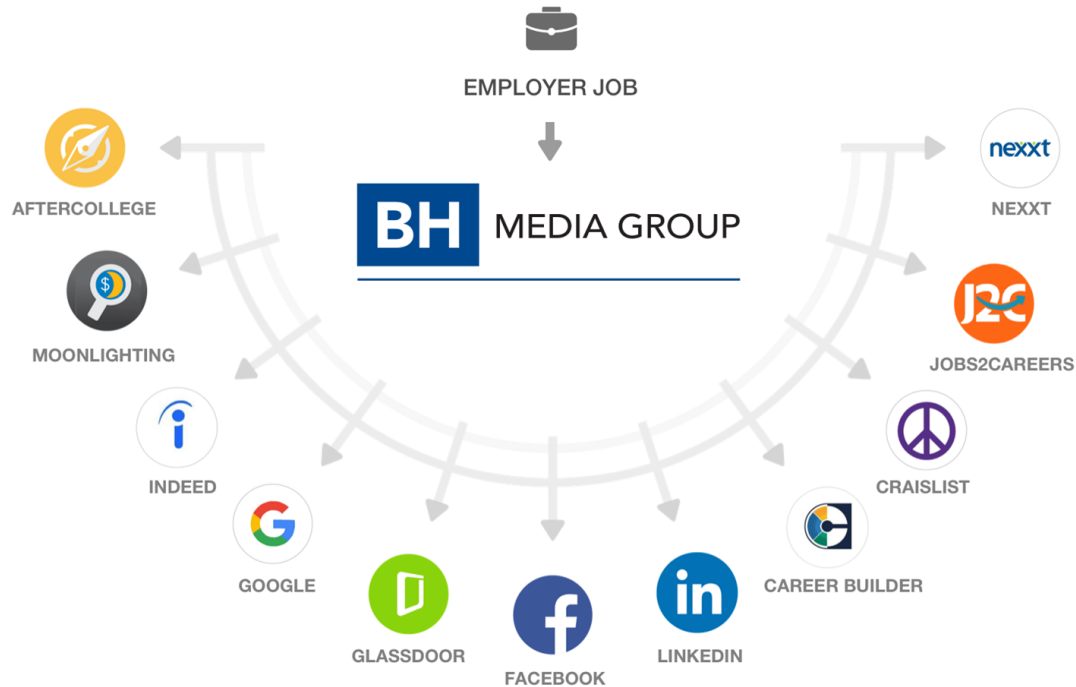 EMPLOYER JOB
BH MEDIA GROUP
AFTERCOLLEGE
$
MOONLIGHTING
i
INDEED
G
GOOGLE
GLASSDOOR
f
FACEBOOK
in
LINKEDIN
C
CAREER BUILDER
CRAISLIST
J2C
JOBS2CAREERS
nexxt
NEXXT